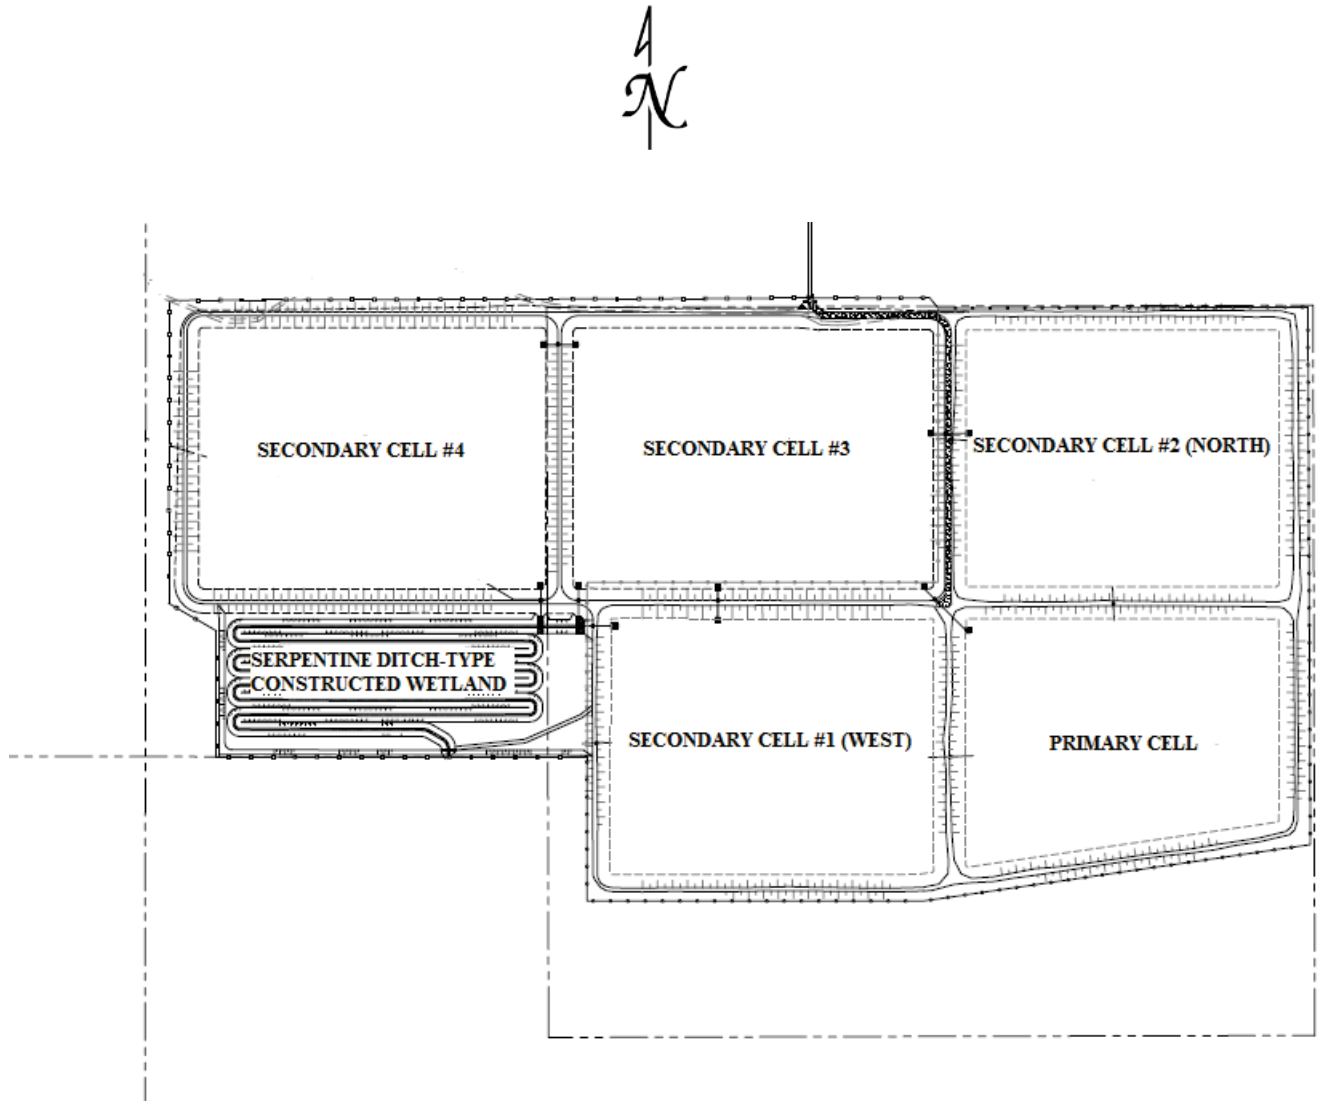 N
SECONDARY CELL #4
SECONDARY CELL #3
SECONDARY CELL #2 (NORTH)
SERPENTINE DITCH-TYPE
CONSTRUCTED WETLAND
SECONDARY CELL #1 (WEST)
PRIMARY CELL